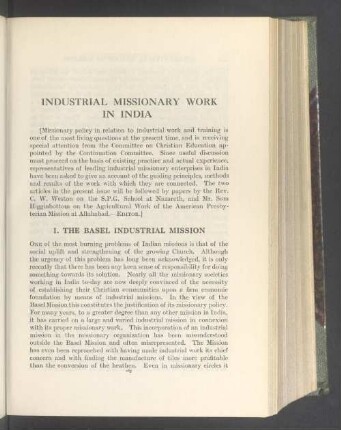 INDUSTRIAL MISSIONARY WORK
IN INDIA
[Missionary policy in relation to industrial work and training is
one of the most living questions at the present time, and is receiving
special attention from the Committee on Christian Education ap-
pointed by the Continuation Committee. Since useful discussion
must proceed on the basis of existing practice and actual experience,
representatives of leading industrial missionary enterprises in India
have been asked to give an account of the guiding principles, methods
and results of the work with which they are connected. The two
articles in the present issue will be followed by papers by the Rev.
C. W. Weston on the S.P.G. School at Nazareth, and Mr. Sam
Higginbottom on the Agricultural Work of the American Presby-
terian Mission at Allahabad.—EDITOR.]
I. THE BASEL INDUSTRIAL MISSION
One of the most burning problems of Indian missions is that of the
social uplift and strengthening of the growing Church. Although
the urgency of this problem has long been acknowledged, it is only
recently that there has been any keen sense of responsibility for doing
something towards its solution. Nearly all the missionary societies
working in India to-day are now deeply convinced of the necessity
of establishing their Christian communities upon a firm economic
foundation by means of industrial missions. In the view of the
Basel Mission this constitutes the justification of its missionary policy.
For many years, to a greater degree than any other mission in India,
it has carried on a large and varied industrial mission in connexion
with its proper missionary work. This incorporation of an industrial
mission in the missionary organization has been misunderstood
outside the Basel Mission and often misrepresented. The Mission
has even been reproached with having made industrial work its chief
concern and with finding the manufacture of tiles more profitable
than the conversion of the heathen. Even in missionary circles it